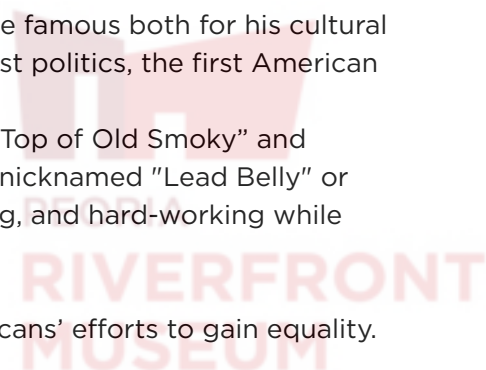 e famous both for his cultural
st politics, the first American
Top of Old Smoky” and
nicknamed "Lead Belly" or
g, and hard-working while
PEORIA
RIVERFRONT
cans’ efforts to gain equality.
MUSEUM